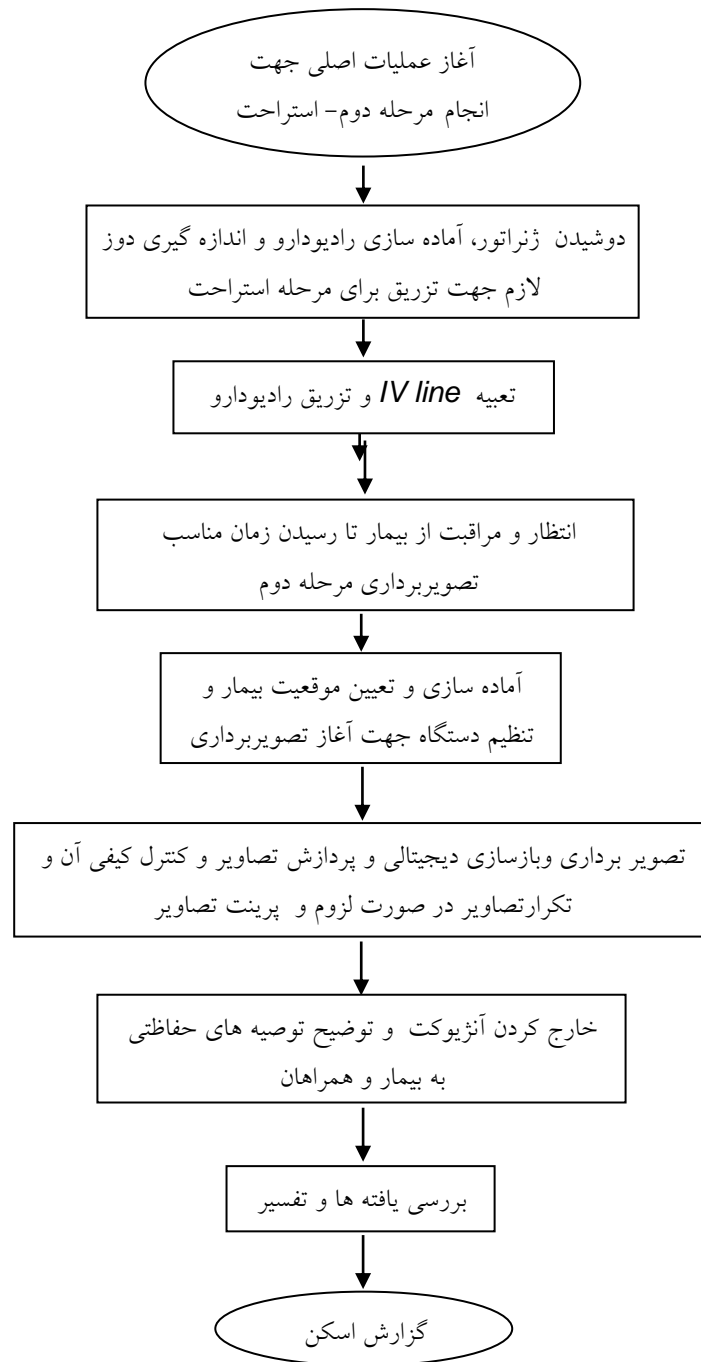 آغاز عملیات اصلی جهت
انجام مرحله دوم– استراحت
دوشیدن ژنراتور، آماده سازی رادیودارو و اندازه گیری دوز
لازم جهت تزریق برای مرحله استراحت
تعبیه IV line و تزریق رادیودارو
انتظار و مراقبت از بیمار تا رسیدن زمان مناسب
تصویربرداری مرحله دوم
آماده سازی و تعیین موقعیت بیمار و
تنظیم دستگاه جهت آغاز تصویربرداری
تصویر برداری وبازسازی دیجیتالی و پردازش تصاویر و کنترل کیفی آن و
تکرارتصاویر در صورت لزوم و پرینت تصاویر
خارج کردن آنژیوکت و توضیح توصیه های حفاظتی
به بیمار و همراهان
بررسی یافته ها و تفسیر
گزارش اسکن